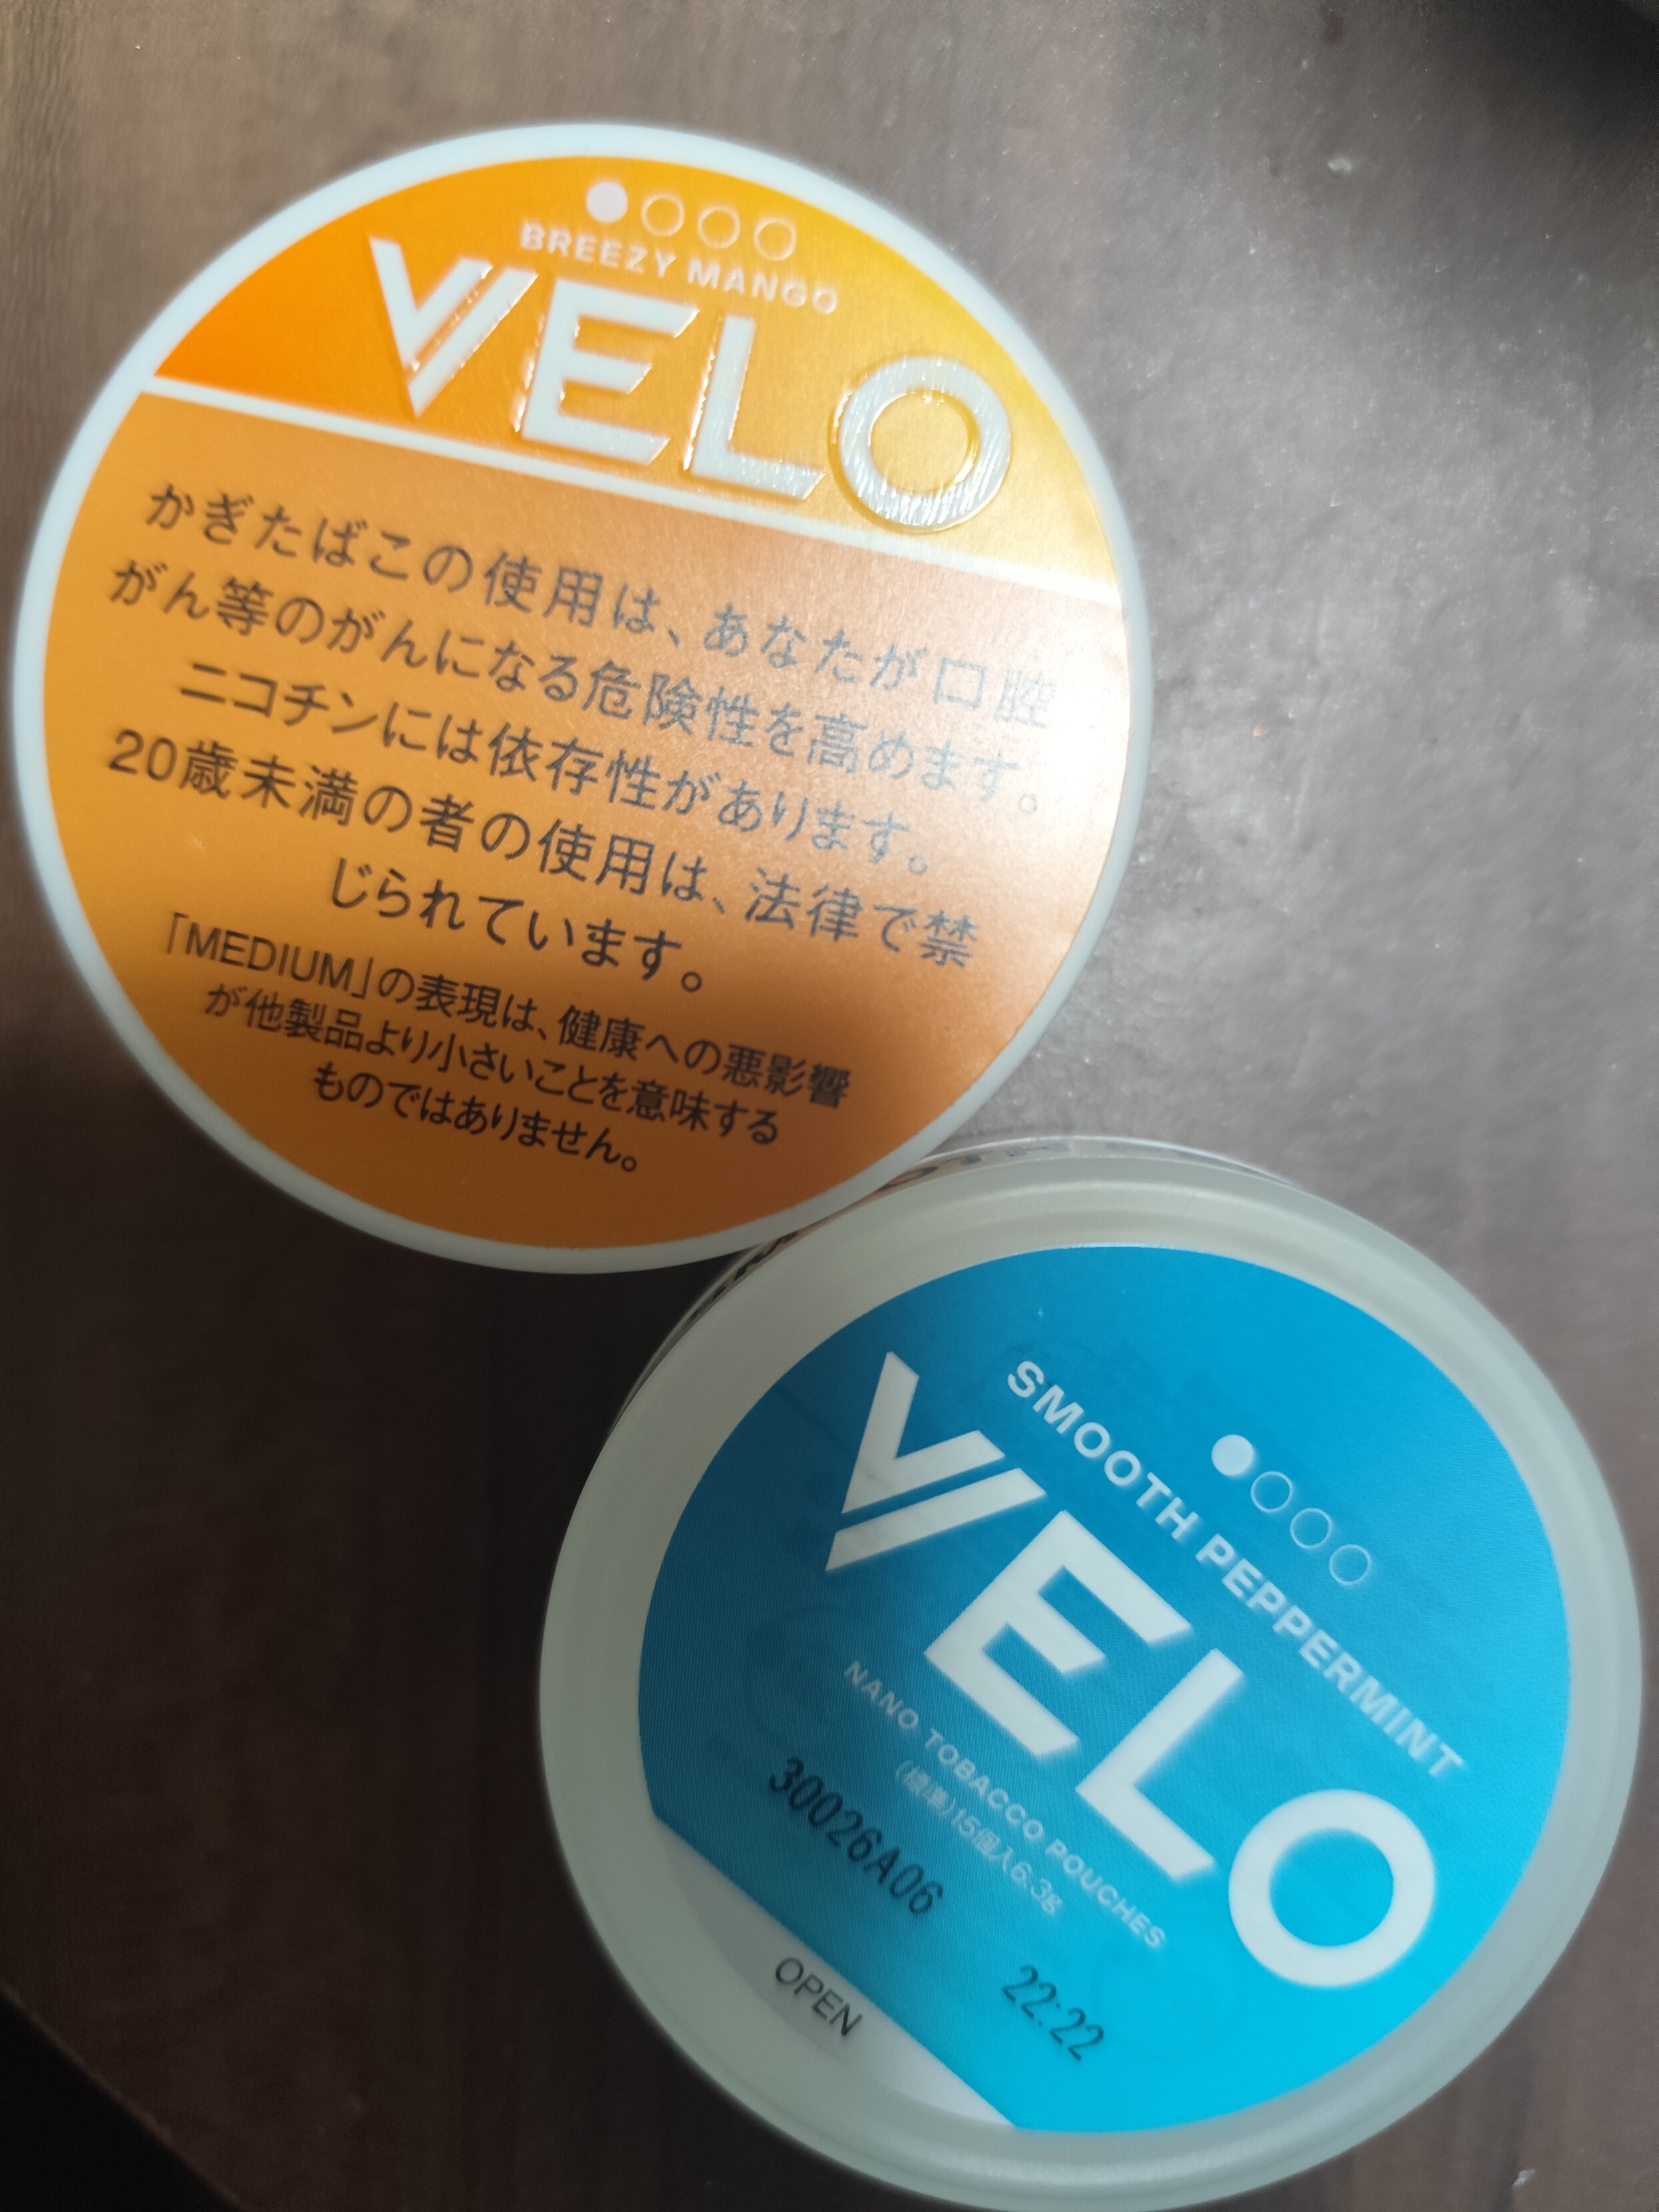 BREEZY MANGO
VELO
かぎたばこの使用は、あなたが口腔
がん等のがんになる危険性を高めます。
ニコチンには依存性があります。
20歳未満の者の使用は、法律で禁
じられています。
「MEDIUM」の表現は、健康への悪影響
が他製品より小さいことを意味する
ものではありません。
SMOOTH PEPPERMINT
VELO
NANO TOBACCO POUCHES
(標準)15個入6.3g
30026A06 22:22
OPEN